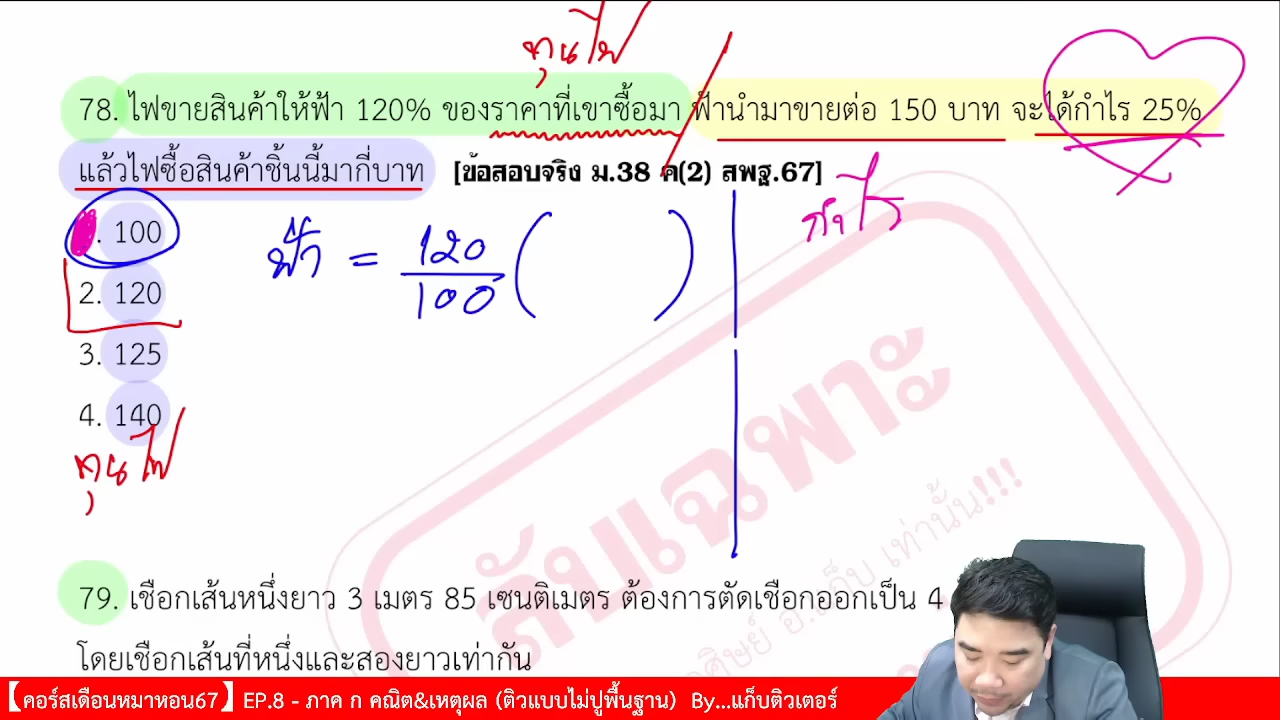 ทุนไฟ
78. ไฟขายสินค้าให้ฟ้า 120% ของราคาที่เขาซื้อมา ฟ้านำมาขายต่อ 150 บาท จะได้กำไร 25%
แล้วไฟซื้อสินค้าชิ้นนี้มากี่บาท [ข้อสอบจริง ม.38 ค(2) สพฐ.67]
กำไร
. 100
ฟ้า = 120/100 ( )
2. 120
3. 125
4. 140
ทุนไฟ
ลับเฉพาะ
เท่านั้น!!!
ศิษย์ อ.แก็บ
79. เชือกเส้นหนึ่งยาว 3 เมตร 85 เซนติเมตร ต้องการตัดเชือกออกเป็น 4
โดยเชือกเส้นที่หนึ่งและสองยาวเท่ากัน
【คอร์สเดือนหมาหอน67】EP.8 - ภาค ก คณิต&เหตุผล (ติวแบบไม่ปูพื้นฐาน) By...แก็บติวเตอร์